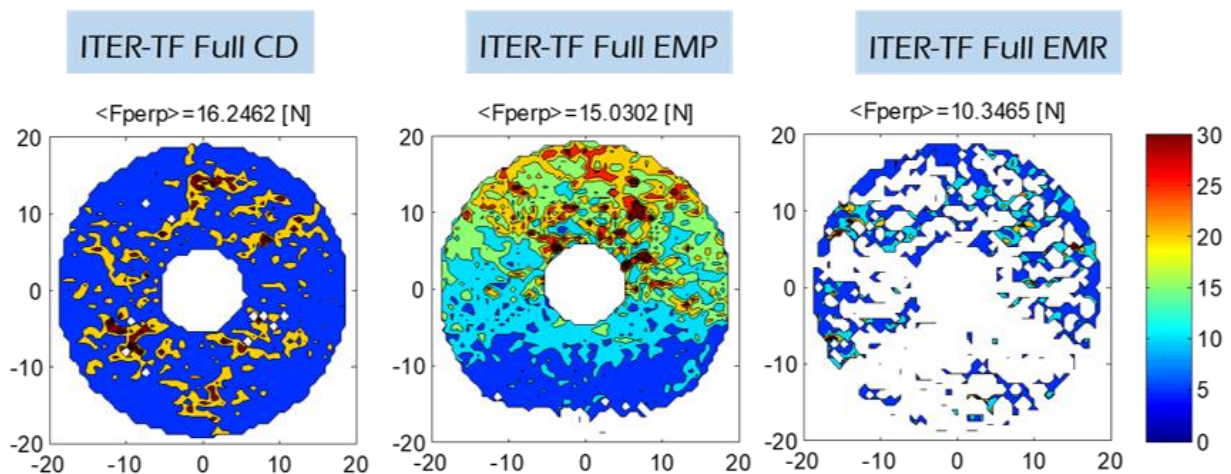 ITER-TF Full CD
ITER-TF Full EMP
ITER-TF Full EMR
<Fperp>=16.2462 [N]
<Fperp>=15.0302 [N]
<Fperp>=10.3465 [N]
20
10
0
-10
-20
-20 -10 0 10 20
20
10
0
-10
-20
-20 -10 0 10 20
20
10
0
-10
-20
-20 -10 0 10 20
30
25
20
15
10
5
0